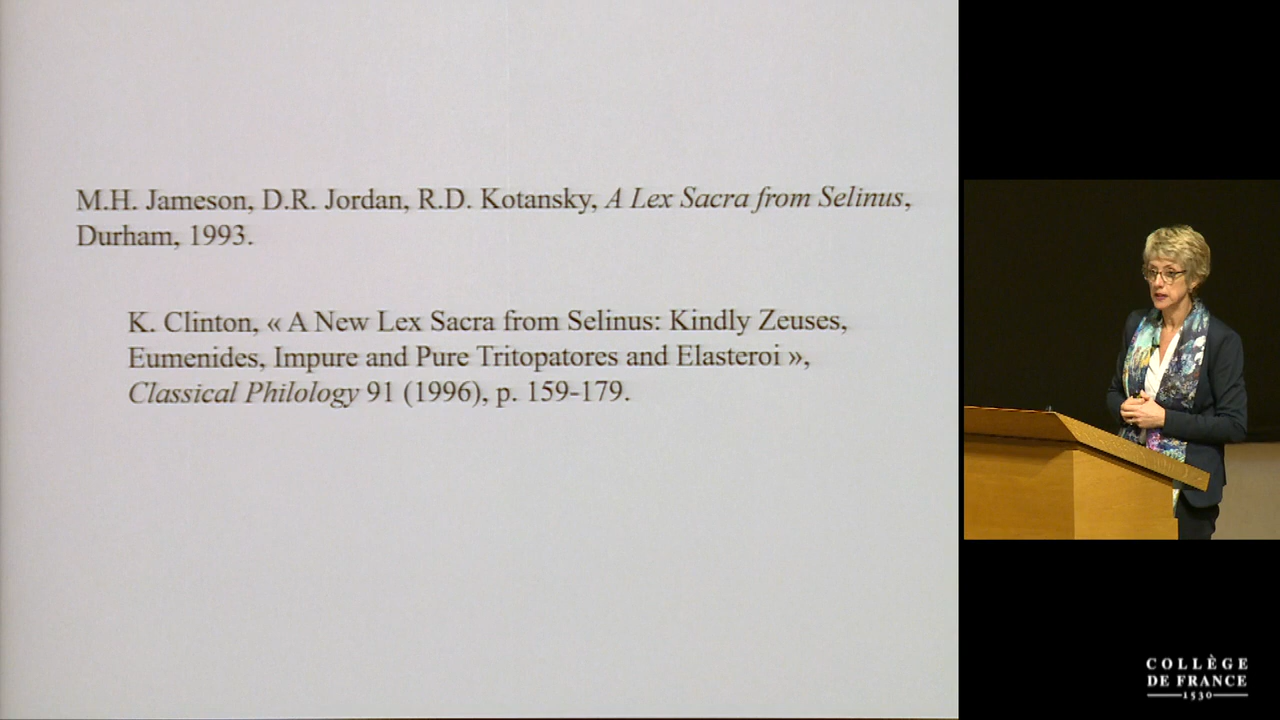 M.H. Jameson, D.R. Jordan, R.D. Kotansky, A Lex Sacra from Selinus,
Durham, 1993.
K. Clinton, « A New Lex Sacra from Selinus: Kindly Zeuses,
Eumenides, Impure and Pure Tritopatores and Elasteroi »,
Classical Philology 91 (1996), p. 159-179.
COLLÈGE
DE FRANCE
1530